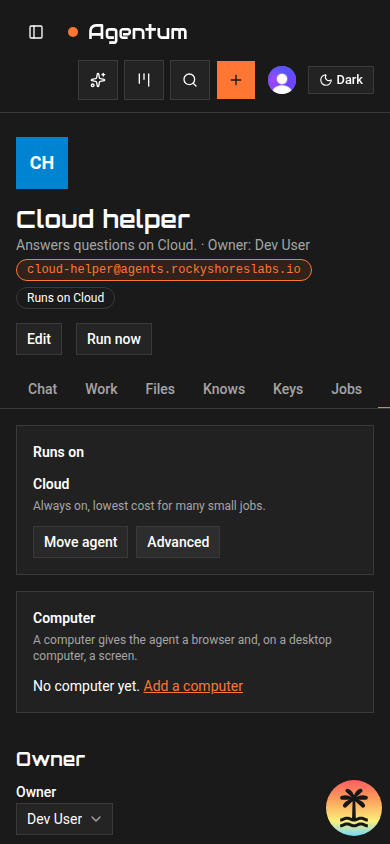 Agentum
Dark
CH
Cloud helper
Answers questions on Cloud. · Owner: Dev User
cloud-helper@agents.rockyshoreslabs.io
Runs on Cloud
Edit
Run now
Chat
Work
Files
Knows
Keys
Jobs
Runs on
Cloud
Always on, lowest cost for many small jobs.
Move agent
Advanced
Computer
A computer gives the agent a browser and, on a desktop
computer, a screen.
No computer yet. Add a computer
Owner
Owner
Dev User